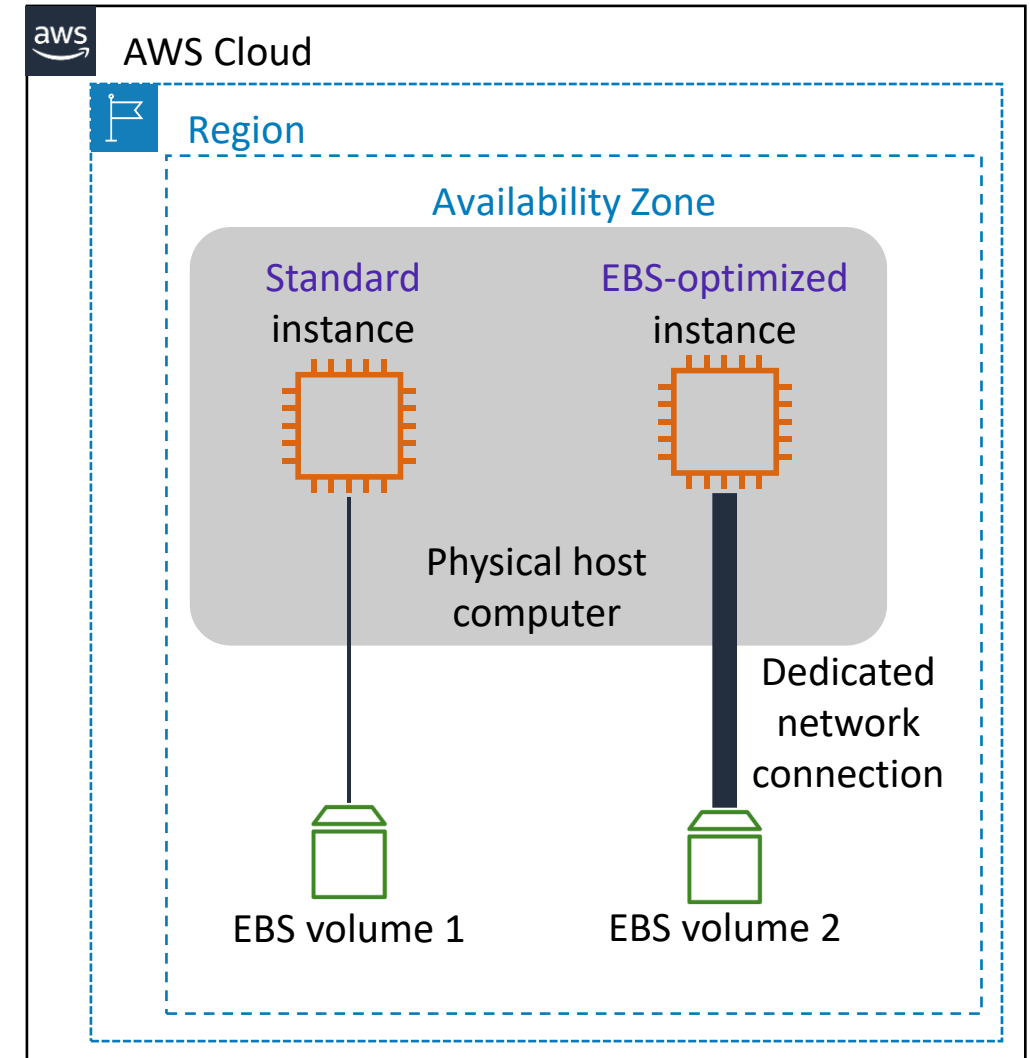 aws
AWS Cloud
Region
Availability Zone
Standard
instance
EBS-optimized
instance
Physical host
computer
Dedicated
network
connection
EBS volume 1
EBS volume 2